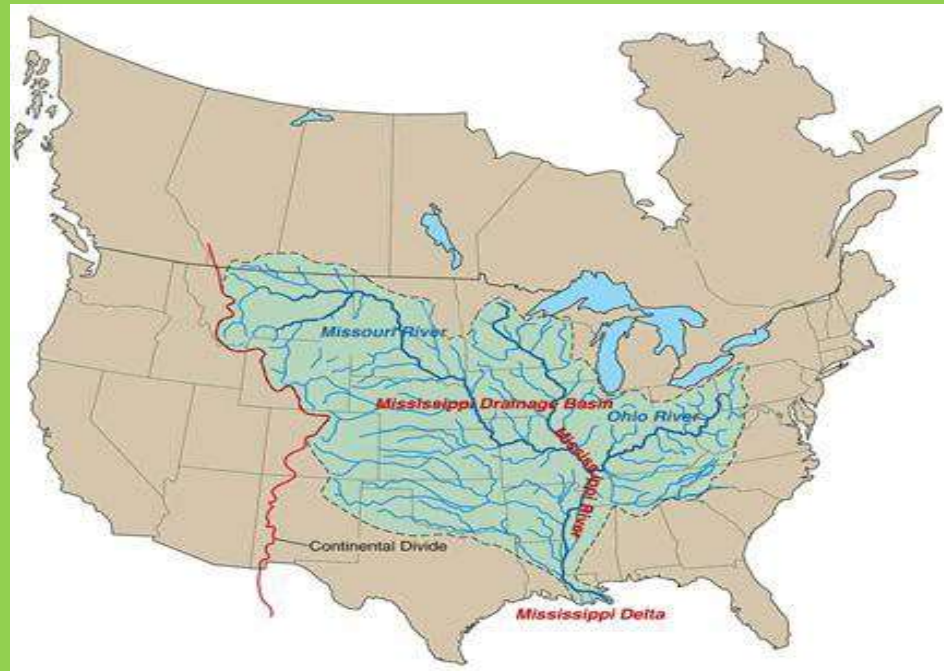 Missouri River
Mississippi Drainage Basin
Ohio River
Mississippi River
Continental Divide
Mississippi Delta